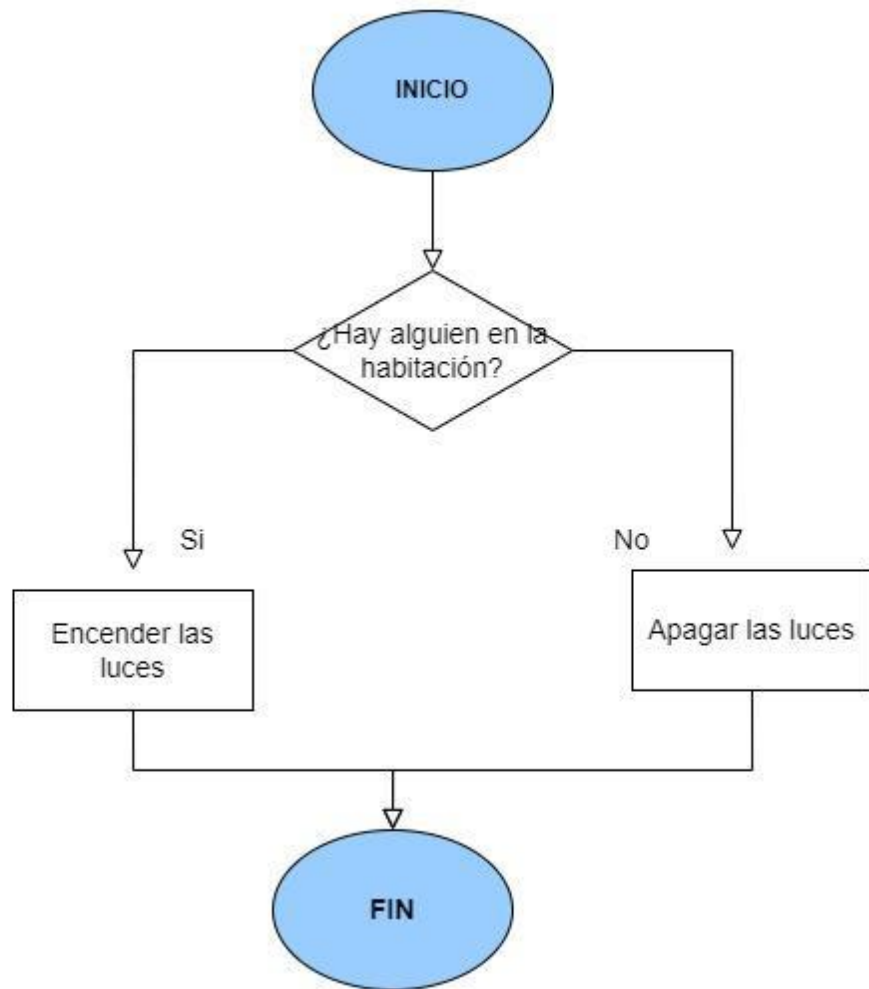 INICIO
¿Hay alguien en la
habitación?
Si
No
Encender las
luces
Apagar las luces
FIN